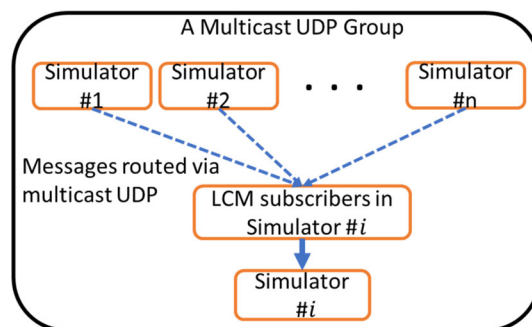 A Multicast UDP Group
Simulator
#1
Simulator
#2
. . .
Simulator
#n
Messages routed via
multicast UDP
LCM subscribers in
Simulator #i
Simulator
#i